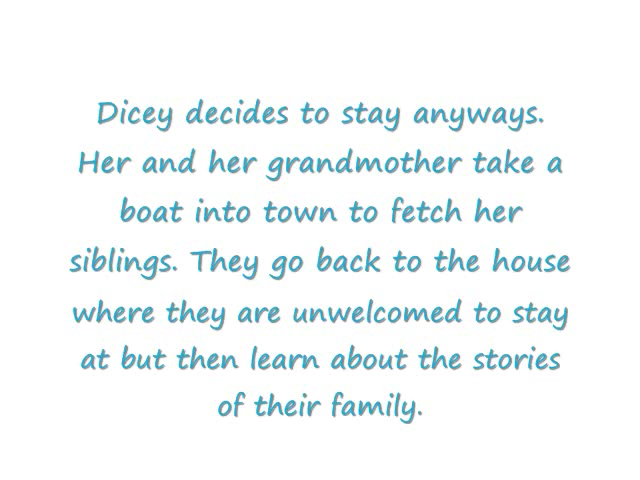 Dicey decides to stay anyways.
Her and her grandmother take a
boat into town to fetch her
siblings. They go back to the house
where they are unwelcomed to stay
at but then learn about the stories
of their family.